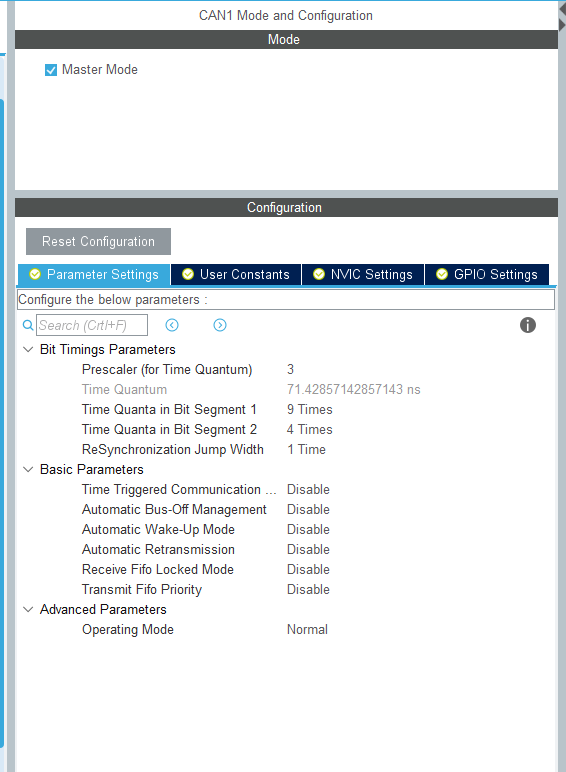 CAN1 Mode and Configuration
Mode
Master Mode
Configuration
Reset Configuration
Parameter Settings User Constants NVIC Settings GPIO Settings
Configure the below parameters :
Search (Crtl+F)
Bit Timings Parameters
Prescaler (for Time Quantum) 3
Time Quantum 71.42857142857143 ns
Time Quanta in Bit Segment 1 9 Times
Time Quanta in Bit Segment 2 4 Times
ReSynchronization Jump Width 1 Time
Basic Parameters
Time Triggered Communication ... Disable
Automatic Bus-Off Management Disable
Automatic Wake-Up Mode Disable
Automatic Retransmission Disable
Receive Fifo Locked Mode Disable
Transmit Fifo Priority Disable
Advanced Parameters
Operating Mode Normal